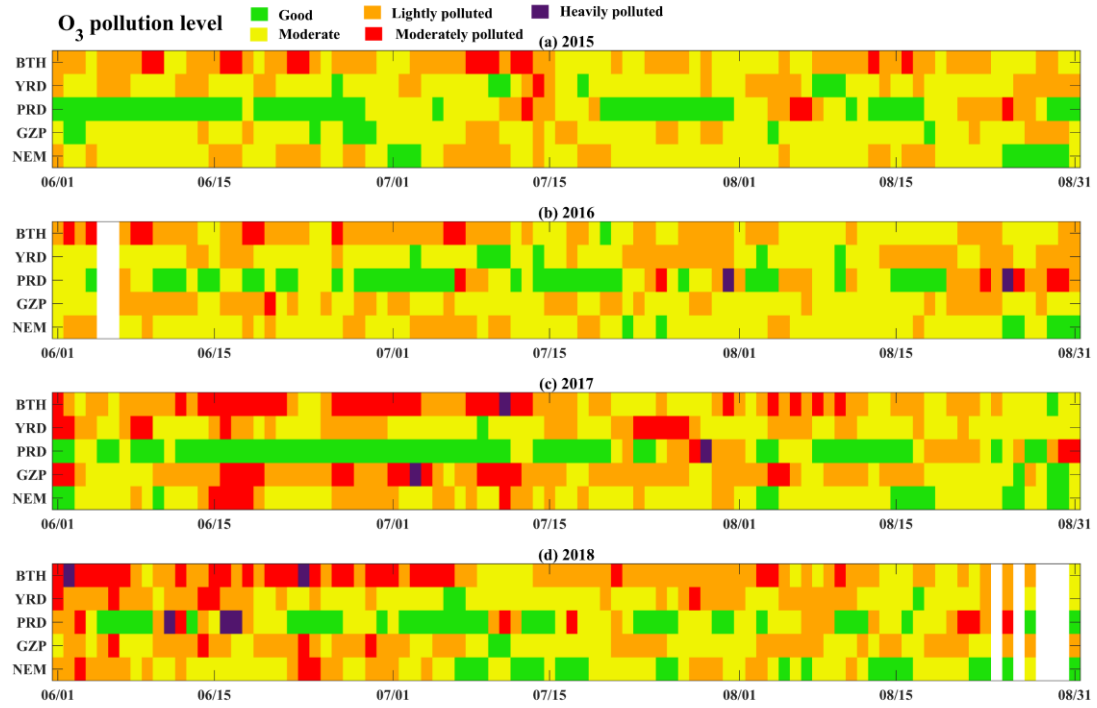 O3 pollution level
Good
Lightly polluted
Heavily polluted
Moderate
Moderately polluted
(a) 2015
BTH
YRD
PRD
GZP
NEM
06/01 06/15 07/01 07/15 08/01 08/15 08/31
(b) 2016
BTH
YRD
PRD
GZP
NEM
06/01 06/15 07/01 07/15 08/01 08/15 08/31
(c) 2017
BTH
YRD
PRD
GZP
NEM
06/01 06/15 07/01 07/15 08/01 08/15 08/31
(d) 2018
BTH
YRD
PRD
GZP
NEM
06/01 06/15 07/01 07/15 08/01 08/15 08/31